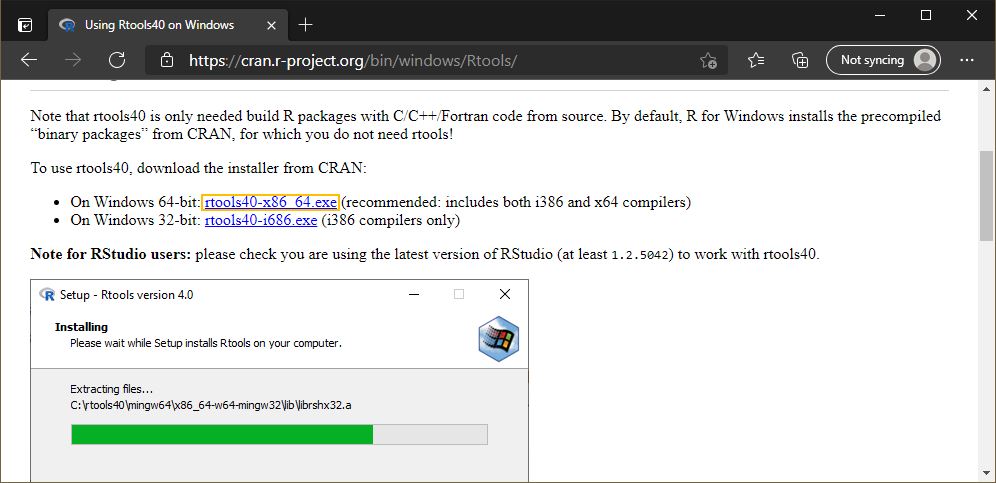 Using Rtools40 on Windows
https://cran.r-project.org/bin/windows/Rtools/
Not syncing
Note that rtools40 is only needed build R packages with C/C++/Fortran code from source. By default, R for Windows installs the precompiled
“binary packages” from CRAN, for which you do not need rtools!
To use rtools40, download the installer from CRAN:
• On Windows 64-bit: rtools40-x86_64.exe (recommended: includes both i386 and x64 compilers)
• On Windows 32-bit: rtools40-i686.exe (i386 compilers only)
Note for RStudio users: please check you are using the latest version of RStudio (at least 1.2.5042) to work with rtools40.
Setup - Rtools version 4.0
Installing
Please wait while Setup installs Rtools on your computer.
Extracting files...
C:\rtools40\mingw64\x86_64-w64-mingw32\lib\librshx32.a